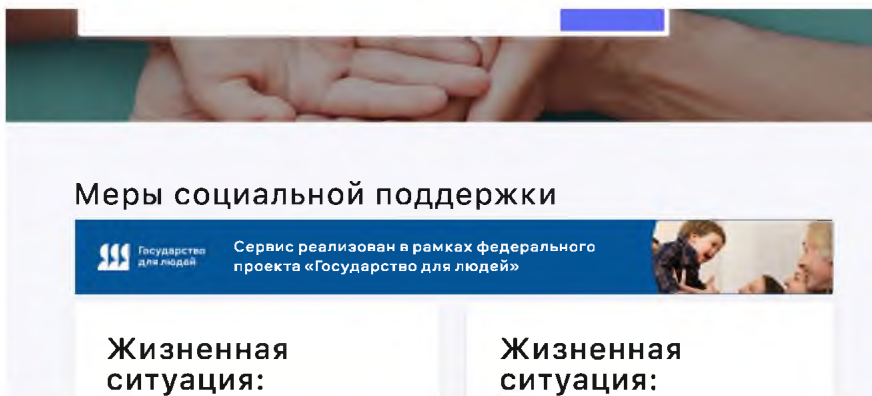 Меры социальной поддержки
Государство
для людей
Сервис реализован в рамках федерального
проекта «Государство для людей»
Жизненная
ситуация:
Жизненная
ситуация: